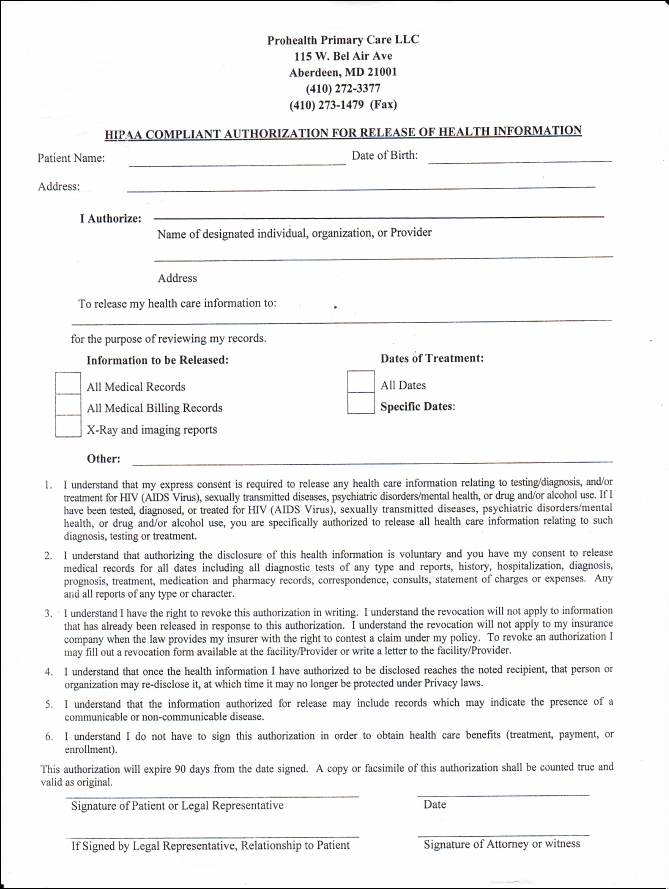 Prohealth Primary Care LLC
115 W. Bel Air Ave
Aberdeen, MD 21001
(410) 272-3377
(410) 273-1479 (Fax)
HIPAA COMPLIANT AUTHORIZATION FOR RELEASE OF HEALTH INFORMATION
Patient Name: Date of Birth:
Address:
I Authorize:
Name of designated individual, organization, or Provider
Address
To release my health care information to:
for the purpose of reviewing my records.
Information to be Released: Dates of Treatment:
All Medical Records All Dates
All Medical Billing Records Specific Dates:
X-Ray and imaging reports
Other:
1. I understand that my express consent is required to release any health care information relating to testing/diagnosis, and/or
treatment for HIV (AIDS Virus), sexually transmitted diseases, psychiatric disorders/mental health, or drug and/or alcohol use. If I
have been tested, diagnosed, or treated for HIV (AIDS Virus), sexually transmitted diseases, psychiatric disorders/mental
health, or drug and/or alcohol use, you are specifically authorized to release all health care information relating to such
diagnosis, testing or treatment.
2. I understand that authorizing the disclosure of this health information is voluntary and you have my consent to release
medical records for all dates including all diagnostic tests of any type and reports, history, hospitalization, diagnosis,
prognosis, treatment, medication and pharmacy records, correspondence, consults, statement of charges or expenses. Any
and all reports of any type or character.
3. I understand I have the right to revoke this authorization in writing. I understand the revocation will not apply to information
that has already been released in response to this authorization. I understand the revocation will not apply to my insurance
company when the law provides my insurer with the right to contest a claim under my policy. To revoke an authorization I
may fill out a revocation form available at the facility/Provider or write a letter to the facility/Provider.
4. I understand that once the health information I have authorized to be disclosed reaches the noted recipient, that person or
organization may re-disclose it, at which time it may no longer be protected under Privacy laws.
5. I understand that the information authorized for release may include records which may indicate the presence of a
communicable or non-communicable disease.
6. I understand I do not have to sign this authorization in order to obtain health care benefits (treatment, payment, or
enrollment).
This authorization will expire 90 days from the date signed. A copy or facsimile of this authorization shall be counted true and
valid as original.
Signature of Patient or Legal Representative Date
If Signed by Legal Representative, Relationship to Patient Signature of Attorney or witness